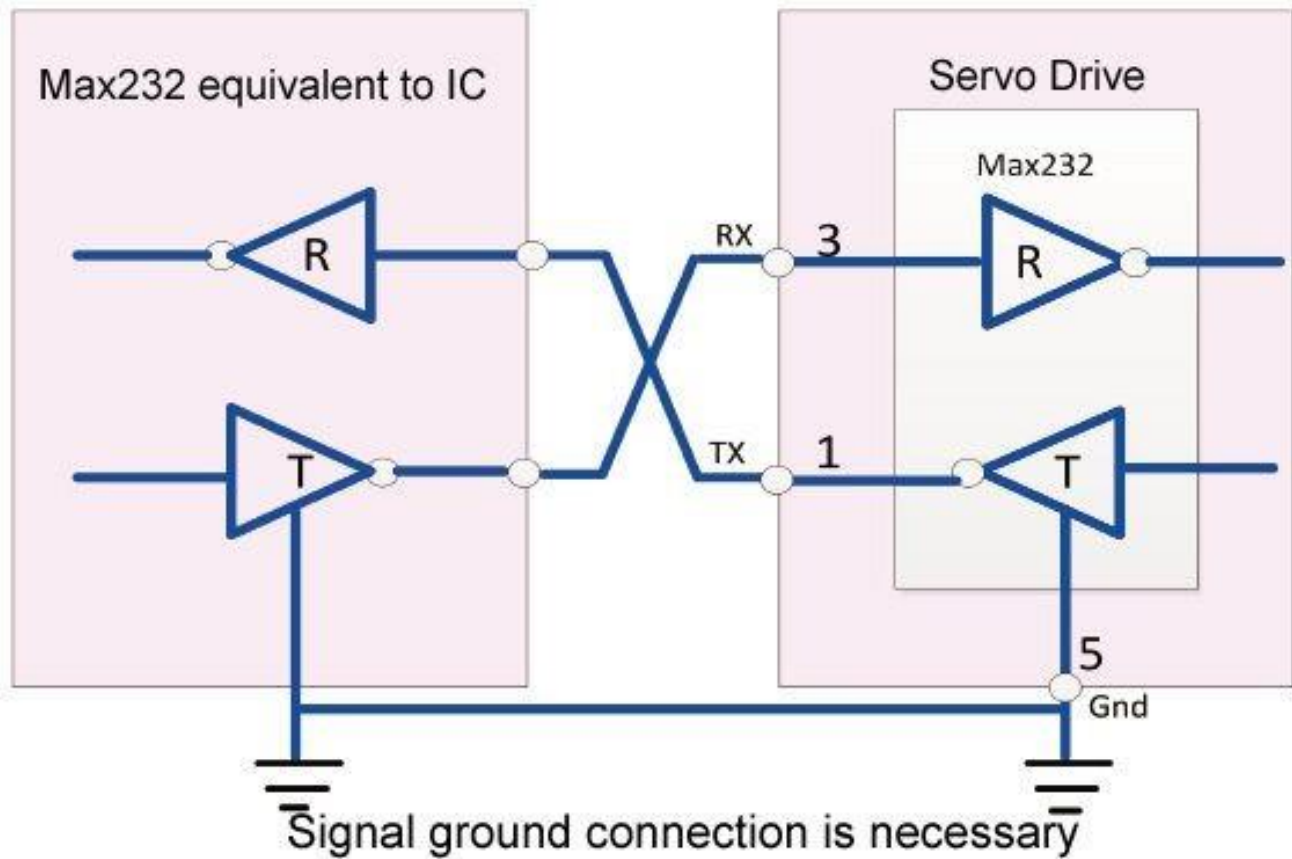 Max232 equivalent to IC
Servo Drive
Max232
R
RX
3
R
T
TX
1
T
5
Gnd
Signal ground connection is necessary